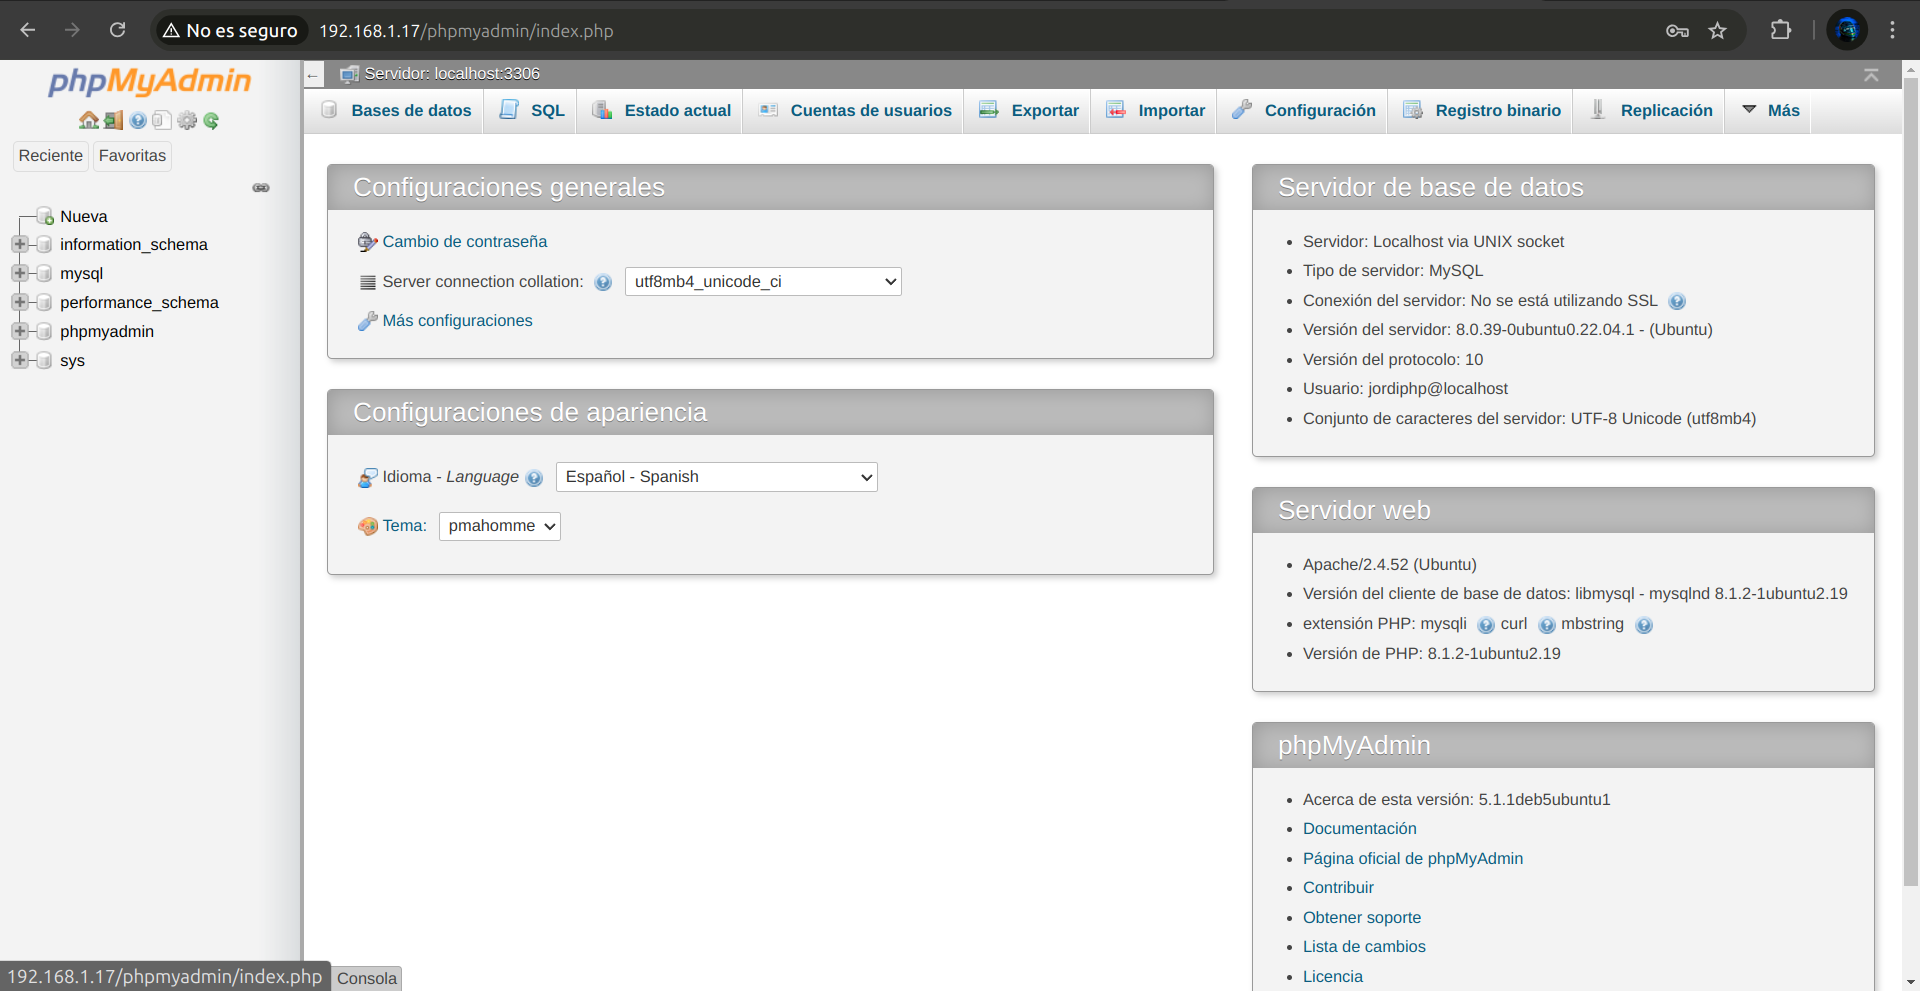 No es seguro 192.168.1.17/phpmyadmin/index.php
phpMyAdmin
Reciente Favoritas
Nueva
information_schema
mysql
performance_schema
phpmyadmin
sys
Servidor: localhost:3306
Bases de datos SQL Estado actual Cuentas de usuarios Exportar Importar Configuración Registro binario Replicación Más
Configuraciones generales
Cambio de contraseña
Server connection collation: utf8mb4_unicode_ci
Más configuraciones
Configuraciones de apariencia
Idioma - Language Español - Spanish
Tema: pmahomme
Servidor de base de datos
Servidor: Localhost via UNIX socket
Tipo de servidor: MySQL
Conexión del servidor: No se está utilizando SSL
Versión del servidor: 8.0.39-0ubuntu0.22.04.1 - (Ubuntu)
Versión del protocolo: 10
Usuario: jordiphp@localhost
Conjunto de caracteres del servidor: UTF-8 Unicode (utf8mb4)
Servidor web
Apache/2.4.52 (Ubuntu)
Versión del cliente de base de datos: libmysql - mysqlnd 8.1.2-1ubuntu2.19
extensión PHP: mysqli curl mbstring
Versión de PHP: 8.1.2-1ubuntu2.19
phpMyAdmin
Acerca de esta versión: 5.1.1deb5ubuntu1
Documentación
Página oficial de phpMyAdmin
Contribuir
Obtener soporte
Lista de cambios
Licencia
192.168.1.17/phpmyadmin/index.php
Consola